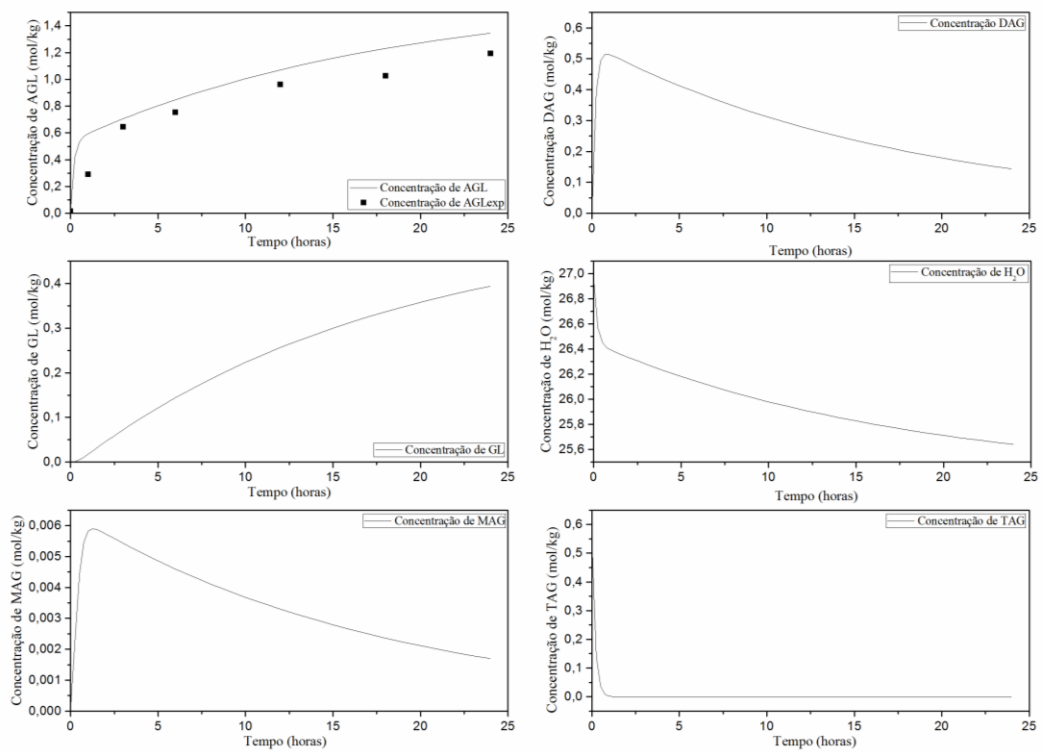 Concentração de AGL (mol/kg)
1,4
1,2
1,0
0,8
0,6
0,4
0,2
0,0
Concentração de AGL
Concentração de AGLexp
0 5 10 15 20 25
Tempo (horas)
Concentração DAG (mol/kg)
0,6
0,5
0,4
0,3
0,2
0,1
0,0
Concentração DAG
0 5 10 15 20 25
Tempo (horas)
Concentração de GL (mol/kg)
0,4
0,3
0,2
0,1
0,0
Concentração de GL
0 5 10 15 20 25
Tempo (horas)
Concentração de H₂O (mol/kg)
27,0
26,8
26,6
26,4
26,2
26,0
25,8
25,6
Concentração de H₂O
0 5 10 15 20 25
Tempo (horas)
Concentração de MAG (mol/kg)
0,006
0,005
0,004
0,003
0,002
0,001
0,000
Concentração de MAG
0 5 10 15 20 25
Tempo (horas)
Concentração de TAG (mol/kg)
0,6
0,5
0,4
0,3
0,2
0,1
0,0
Concentração de TAG
0 5 10 15 20 25
Tempo (horas)